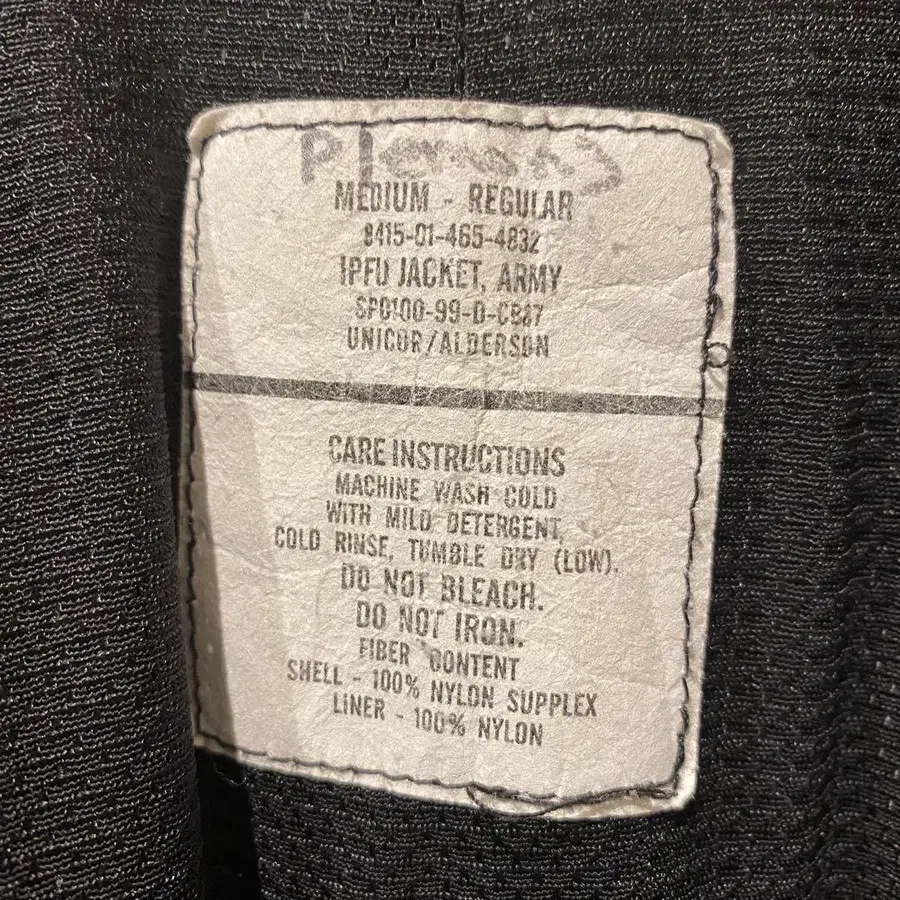 MEDIUM - REGULAR
8415-01-465-4832
IPFU JACKET, ARMY
SPO100-99-D-CB87
UNICOR/ALDERSON
CARE INSTRUCTIONS
MACHINE WASH COLD
WITH MILD DETERGENT,
COLD RINSE, TUMBLE DRY (LOW).
DO NOT BLEACH.
DO NOT IRON.
FIBER CONTENT
SHELL - 100% NYLON SUPPLEX
LINER - 100% NYLON